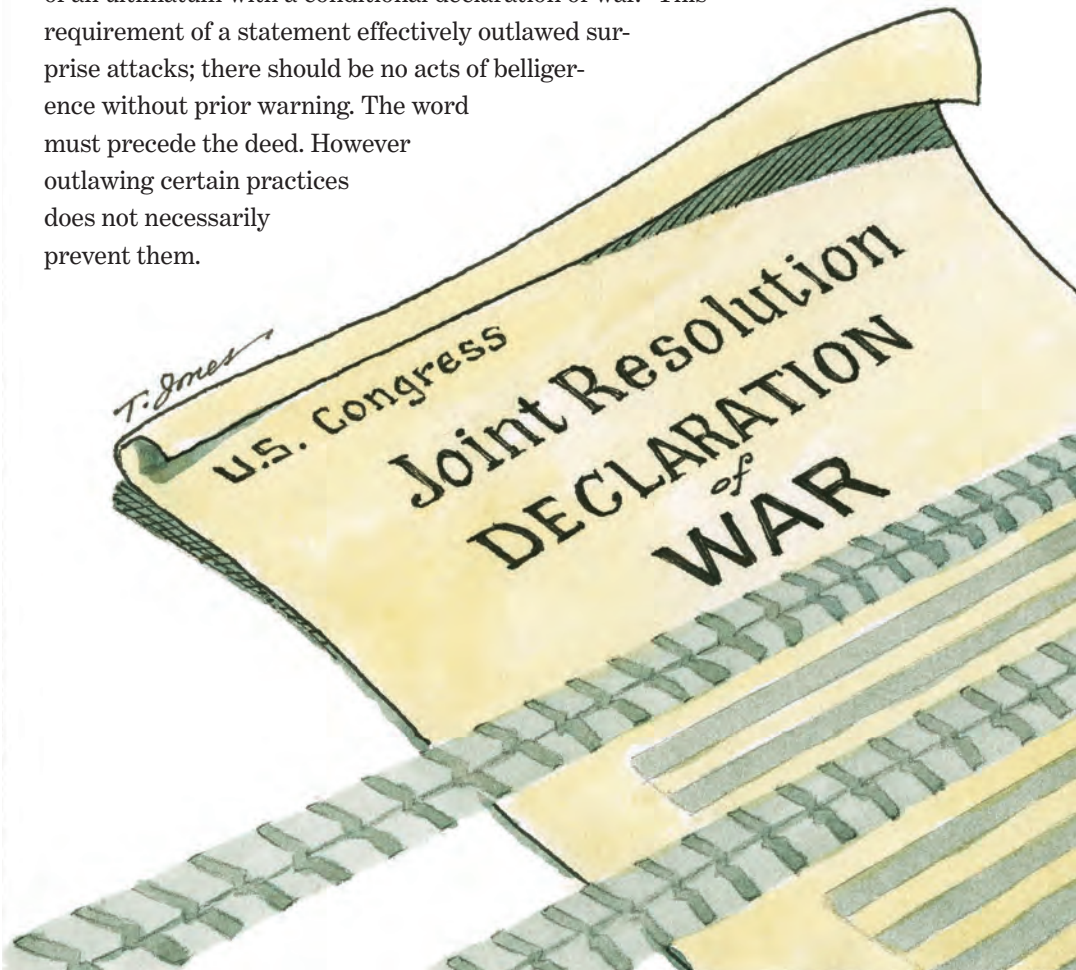 requirement of a statement effectively outlawed sur-
prise attacks; there should be no acts of belliger-
ence without prior warning. The word
must precede the deed. However
outlawing certain practices
does not necessarily
prevent them.
T. Jones
U.S. Congress
Joint Resolution
DECLARATION
of
WAR